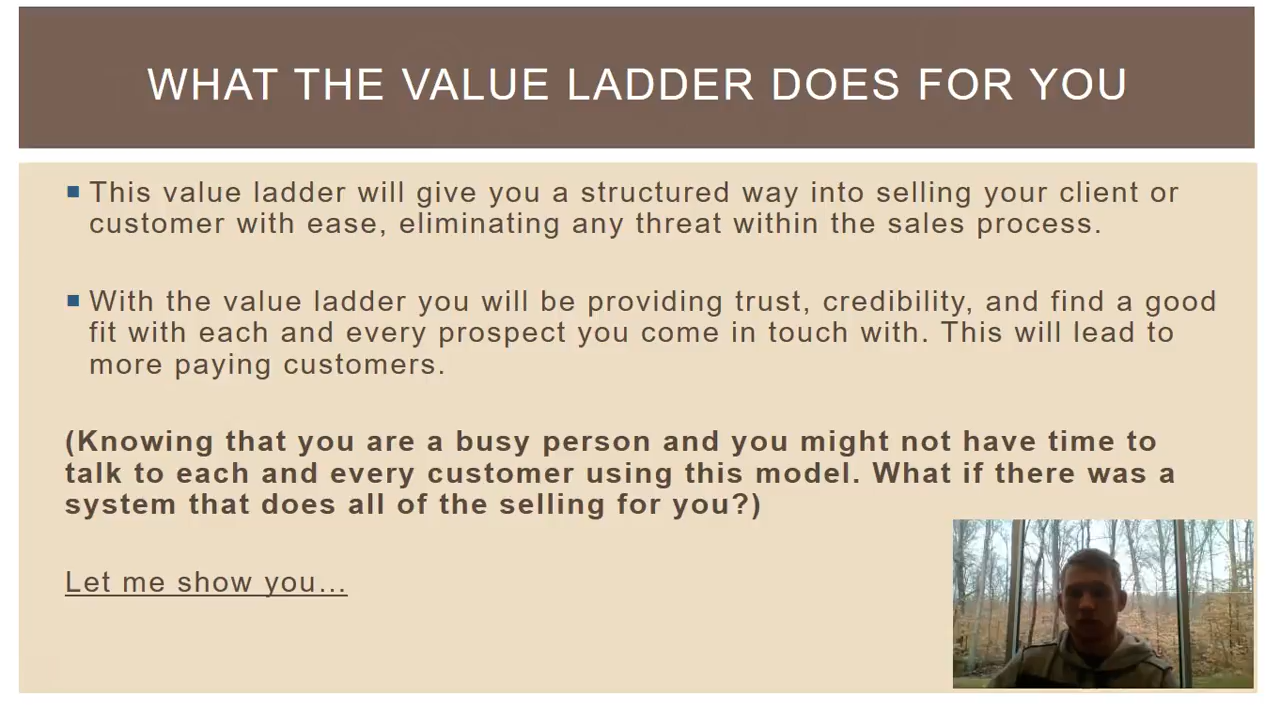 WHAT THE VALUE LADDER DOES FOR YOU
This value ladder will give you a structured way into selling your client or
customer with ease, eliminating any threat within the sales process.
With the value ladder you will be providing trust, credibility, and find a good
fit with each and every prospect you come in touch with. This will lead to
more paying customers.
(Knowing that you are a busy person and you might not have time to
talk to each and every customer using this model. What if there was a
system that does all of the selling for you?)
Let me show you…